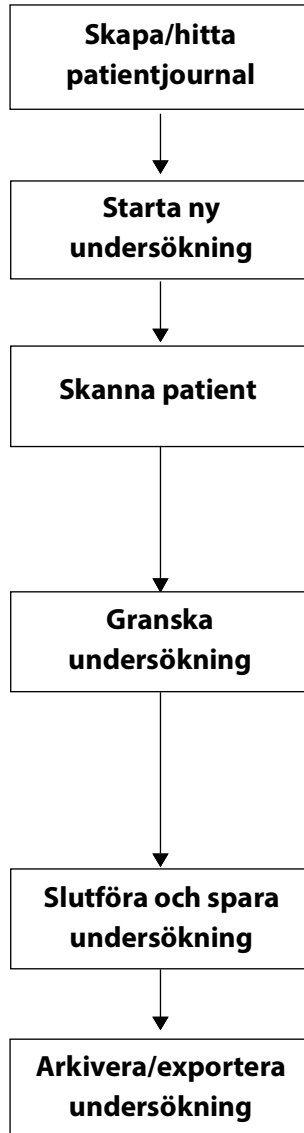 Skapa/hitta
patientjournal
Starta ny
undersökning
Skanna patient
Granska
undersökning
Slutföra och spara
undersökning
Arkivera/exportera
undersökning